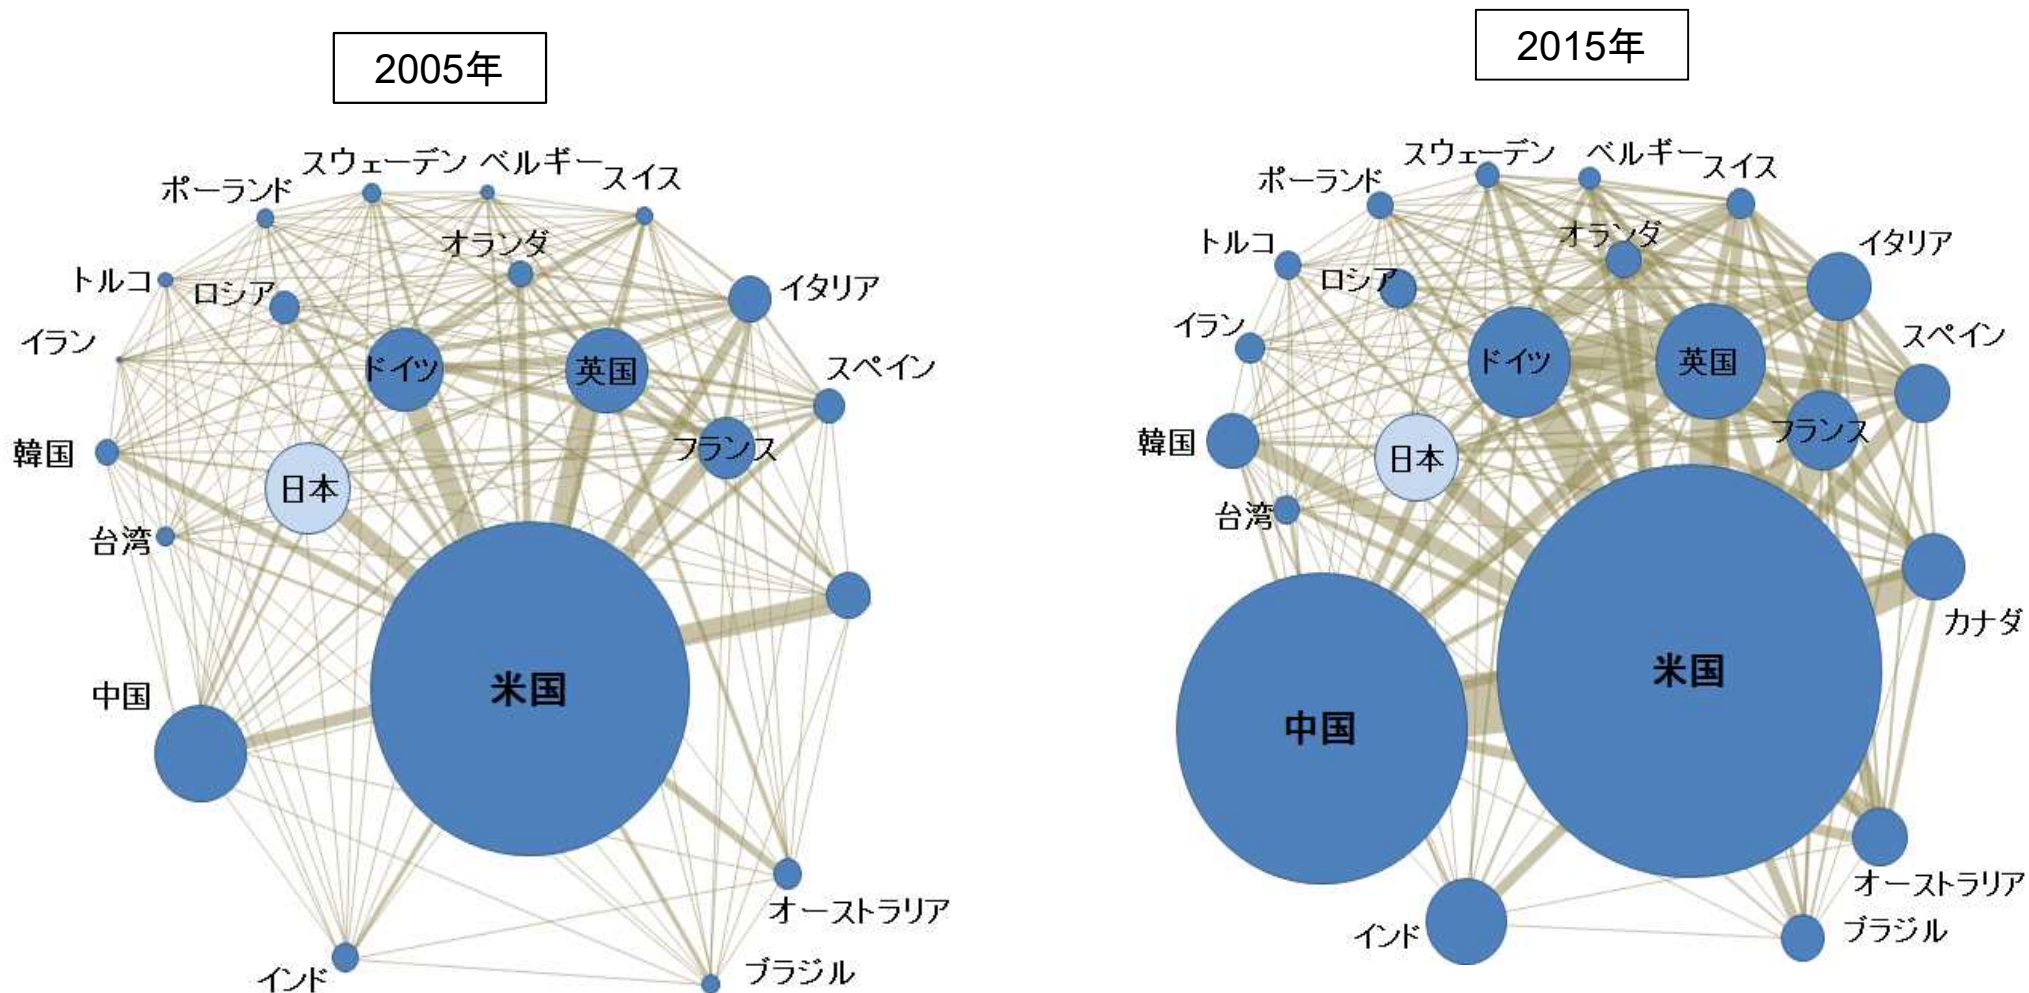 2005年
スウェーデン
ベルギー
スイス
ポーランド
オランダ
トルコ
ロシア
イタリア
イラン
ドイツ
英国
スペイン
韓国
日本
フランス
台湾
中国
米国
オーストラリア
インド
ブラジル
2015年
スウェーデン
ベルギー
スイス
ポーランド
オランダ
トルコ
ロシア
イタリア
イラン
ドイツ
英国
スペイン
韓国
日本
フランス
台湾
カナダ
中国
米国
オーストラリア
インド
ブラジル